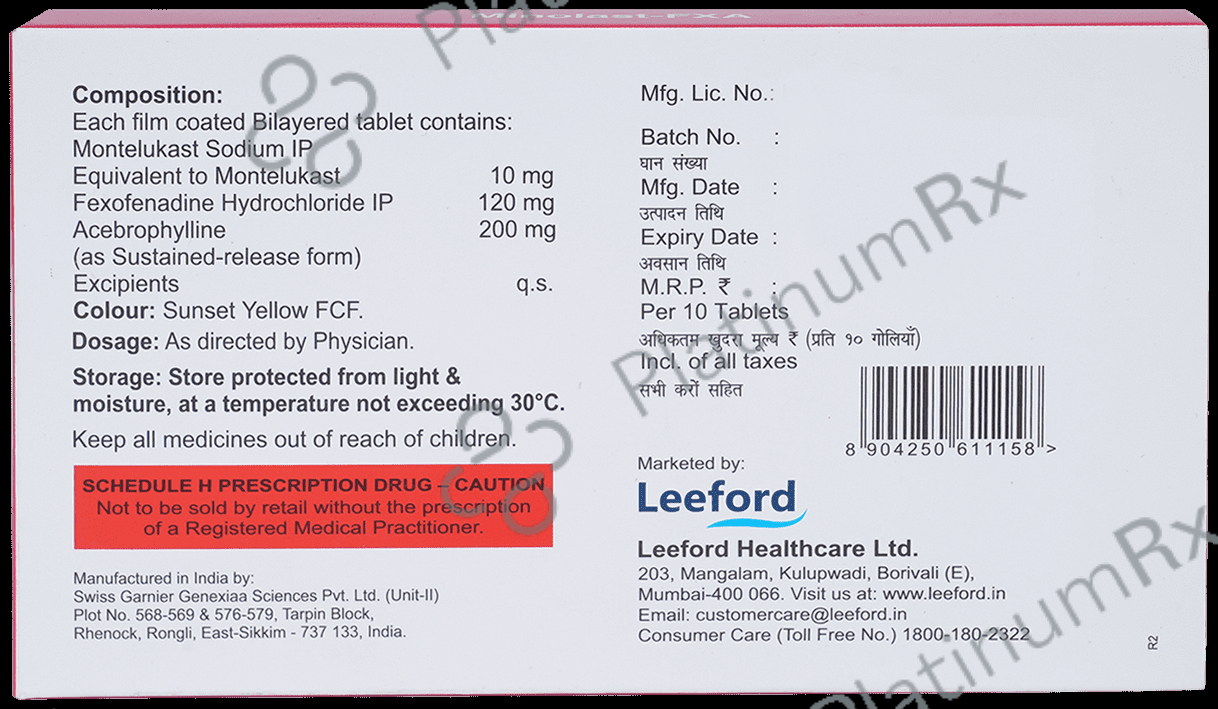 Composition:
Each film coated Bilayered tablet contains:
Montelukast Sodium IP
Equivalent to Montelukast 10 mg
Fexofenadine Hydrochloride IP 120 mg
Acebrophylline 200 mg
(as Sustained-release form)
Excipients q.s.
Colour: Sunset Yellow FCF.
Dosage: As directed by Physician.
Storage: Store protected from light &
moisture, at a temperature not exceeding 30°C.
Keep all medicines out of reach of children.
SCHEDULE H PRESCRIPTION DRUG – CAUTION
Not to be sold by retail without the prescription
of a Registered Medical Practitioner.
Manufactured in India by:
Swiss Garnier Genexiaa Sciences Pvt. Ltd. (Unit-II)
Plot No. 568-569 & 576-579, Tarpin Block,
Rhenock, Rongli, East-Sikkim - 737 133, India.
Mfg. Lic. No.:
Batch No. :
घान संख्या
Mfg. Date :
उत्पादन तिथि
Expiry Date :
अवसान तिथि
M.R.P. ₹ :
Per 10 Tablets
अधिकतम खुदरा मूल्य ₹ (प्रति १० गोलियाँ)
Incl. of all taxes
सभी करों सहित
8 904250 611158 >
Marketed by:
Leeford
Leeford Healthcare Ltd.
203, Mangalam, Kulupwadi, Borivali (E),
Mumbai-400 066. Visit us at: www.leeford.in
Email: customercare@leeford.in
Consumer Care (Toll Free No.) 1800-180-2322
R2
PlatinumRx
PlatinumRx